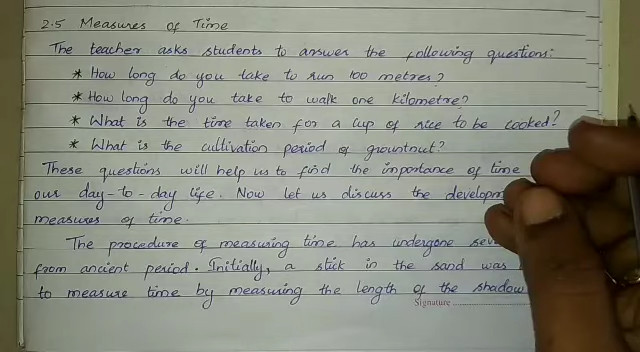 2.5 Measures of Time
The teacher asks students to answer the following questions:
* How long do you take to run 100 metres?
* How long do you take to walk one kilometre?
* What is the time taken for a cup of rice to be cooked?
* What is the cultivation period of grountnut?
These questions will help us to find the importance of time
our day-to-day life. Now let us discuss the
measures of time.
The procedure of measuring time has undergone
from ancient period. Initially, a stick in the sand was
to measure time by measuring the length of the shadow
Signature